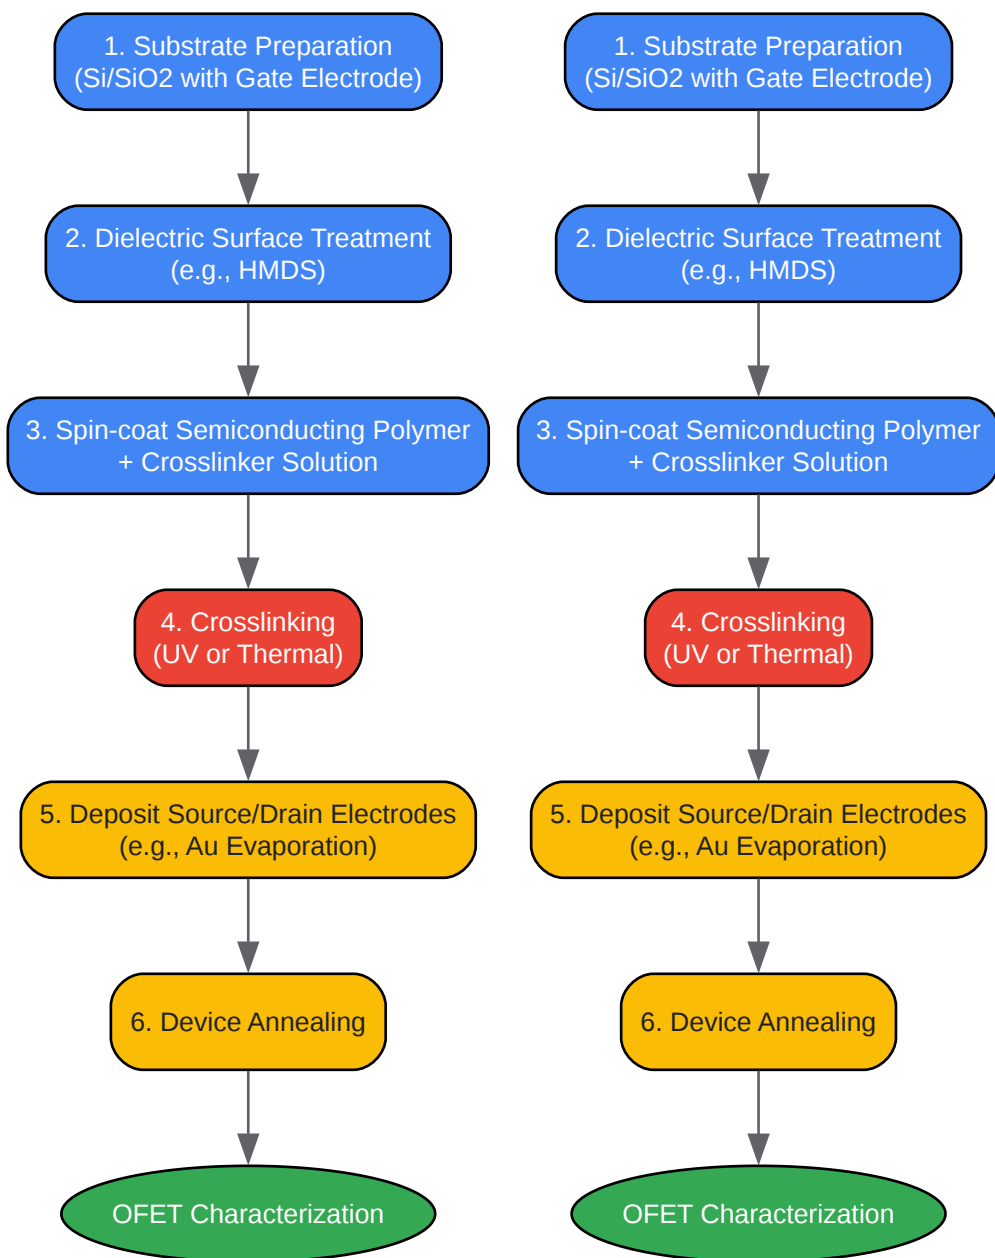 1. Substrate Preparation
(Si/SiO2 with Gate Electrode)
2. Dielectric Surface Treatment
(e.g., HMDS)
3. Spin-coat Semiconducting Polymer
+ Crosslinker Solution
4. Crosslinking
(UV or Thermal)
5. Deposit Source/Drain Electrodes
(e.g., Au Evaporation)
6. Device Annealing
OFET Characterization
1. Substrate Preparation
(Si/SiO2 with Gate Electrode)
2. Dielectric Surface Treatment
(e.g., HMDS)
3. Spin-coat Semiconducting Polymer
+ Crosslinker Solution
4. Crosslinking
(UV or Thermal)
5. Deposit Source/Drain Electrodes
(e.g., Au Evaporation)
6. Device Annealing
OFET Characterization